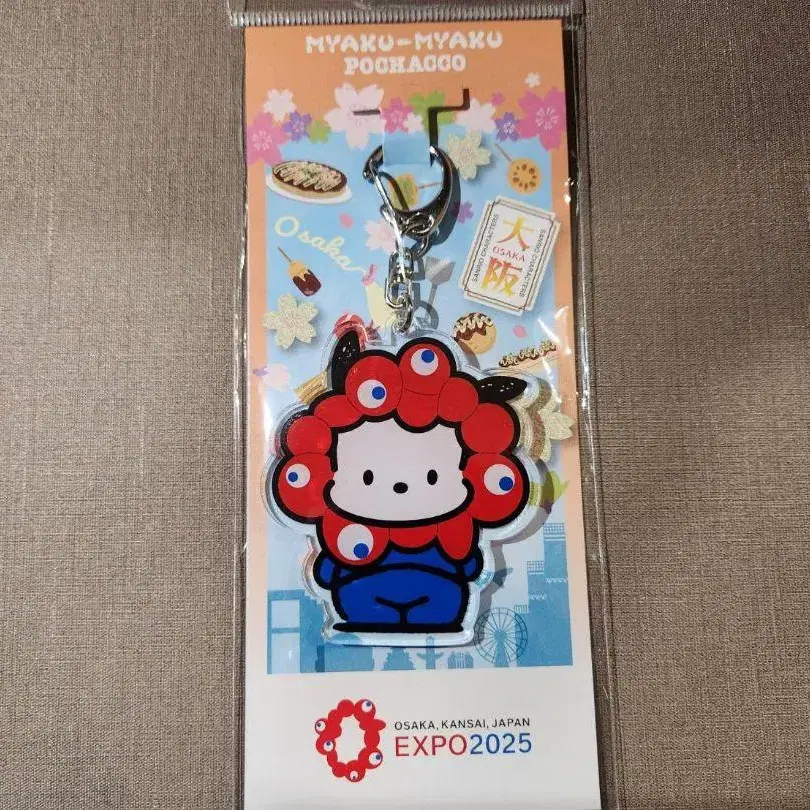 MYAKU-MYAKU
POCHACCO
Osaka
SANRIO CHARACTERS
大
OSAKA
阪
SANRIO CHARACTERS
OSAKA, KANSAI, JAPAN
EXPO2025